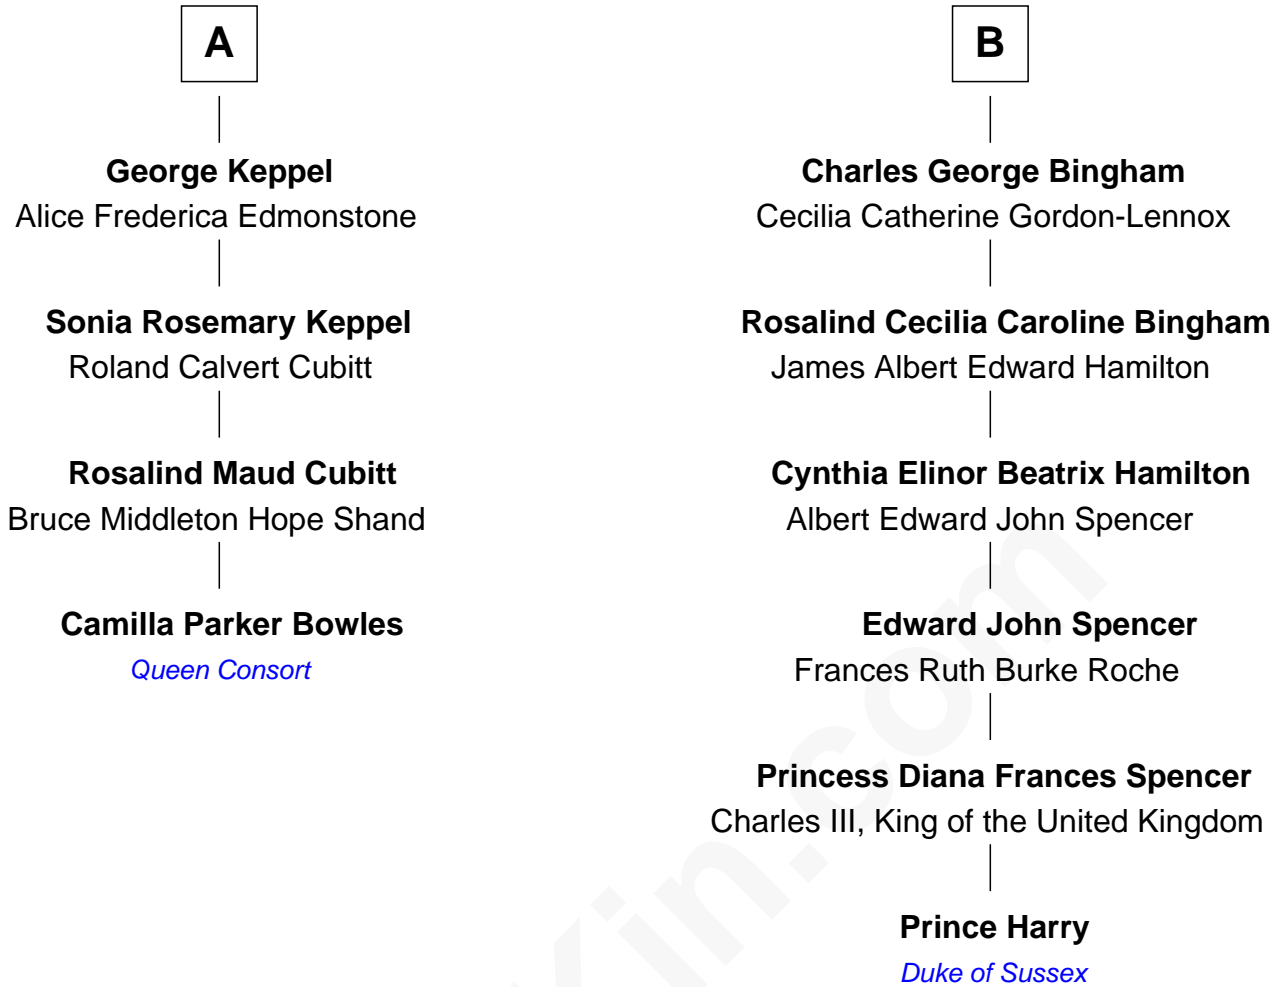 A
George Keppel
Alice Frederica Edmonstone
Sonia Rosemary Keppel
Roland Calvert Cubitt
Rosalind Maud Cubitt
Bruce Middleton Hope Shand
Camilla Parker Bowles
Queen Consort
B
Charles George Bingham
Cecilia Catherine Gordon-Lennox
Rosalind Cecilia Caroline Bingham
James Albert Edward Hamilton
Cynthia Elinor Beatrix Hamilton
Albert Edward John Spencer
Edward John Spencer
Frances Ruth Burke Roche
Princess Diana Frances Spencer
Charles III, King of the United Kingdom
Prince Harry
Duke of Sussex
Kin.com